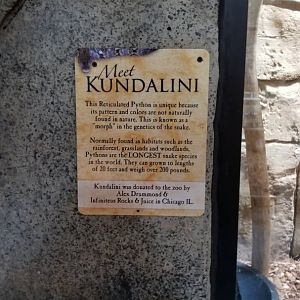 Meet
KUNDALINI
This Reticulated Python is unique because
its pattern and colors are not naturally
found in nature. This is known as a
"morph" in the genetics of the snake.
Normally found in habitats such as the
rainforest, grasslands and woodlands.
Pythons are the LONGEST snake species
in the world. They can grown to lengths
of 20 feet and weigh over 200 pounds.
Kundalini was donated to the zoo by
Alex Drummond &
Infinitees Rocks & Juice in Chicago IL.